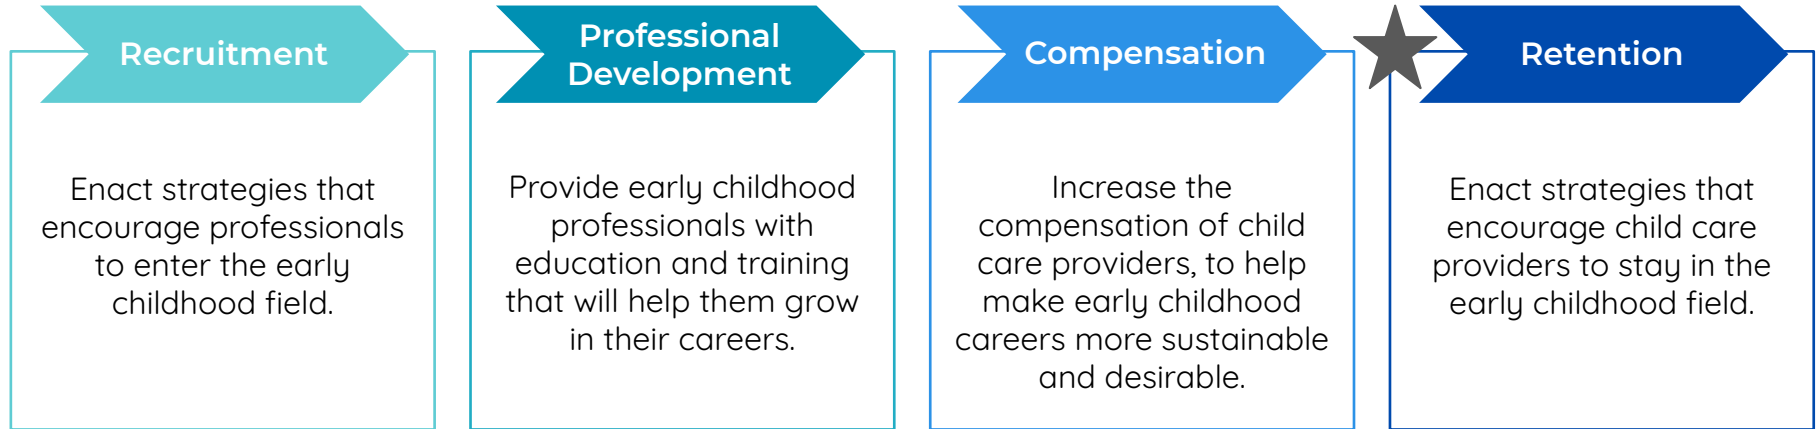 Recruitment
Enact strategies that
encourage professionals
to enter the early
childhood field.
Professional
Development
Provide early childhood
professionals with
education and training
that will help them grow
in their careers.
Compensation
Increase the
compensation of child
care providers, to help
make early childhood
careers more sustainable
and desirable.
Retention
Enact strategies that
encourage child care
providers to stay in the
early childhood field.